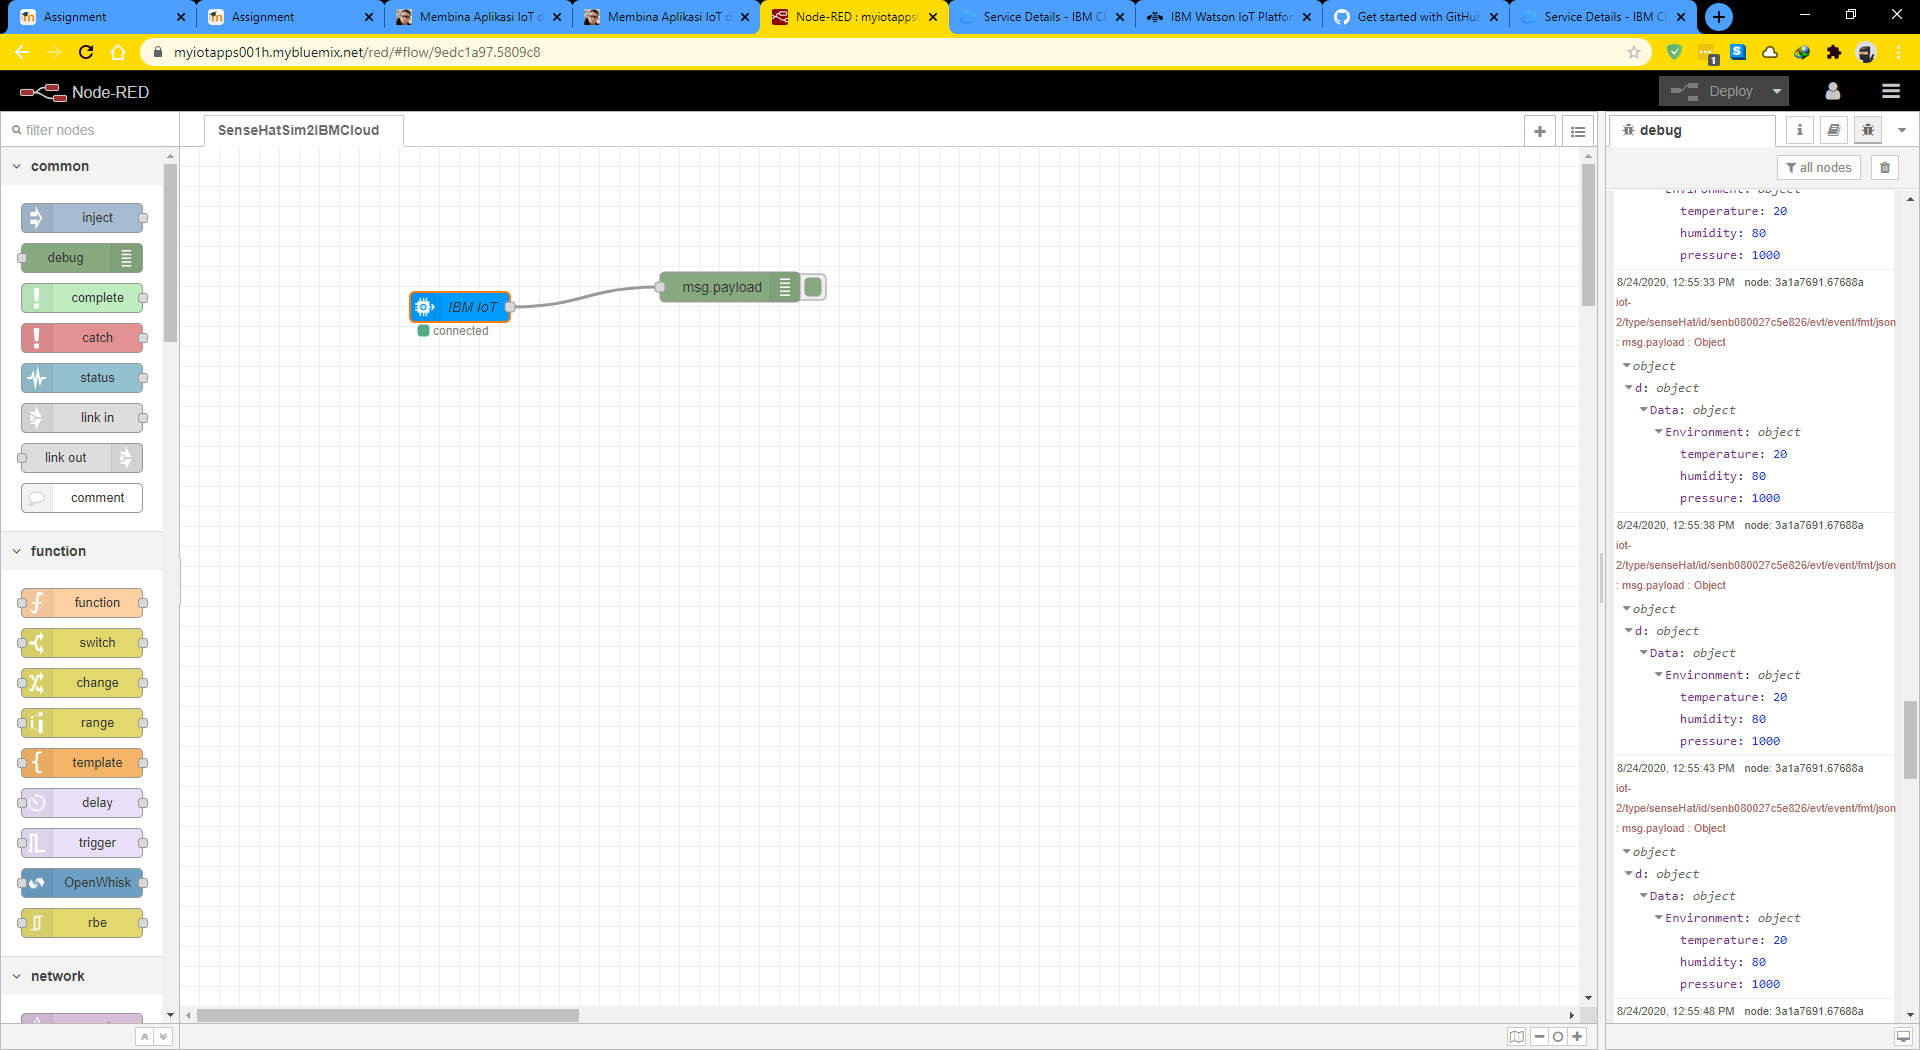 Assignment
Assignment
Membina Aplikasi IoT d
Membina Aplikasi IoT d
Node-RED : myiotapps
Service Details - IBM Cl
IBM Watson IoT Platfor
Get started with GitHub
Service Details - IBM Cl
myiotapps001h.mybluemix.net/red/#flow/9edc1a97.5809c8
1
Node-RED
Deploy
filter nodes
SenseHatSim2IBMCloud
debug
all nodes
common
inject
debug
complete
catch
status
link in
link out
comment
function
function
switch
change
range
template
delay
trigger
OpenWhisk
rbe
network
IBM IoT
connected
msg.payload
Environment: object
temperature: 20
humidity: 80
pressure: 1000
8/24/2020, 12:55:33 PM node: 3a1a7691.67688a
iot-
2/type/senseHat/id/senb080027c5e826/evt/event/fmt/json
: msg.payload : Object
object
d: object
Data: object
Environment: object
temperature: 20
humidity: 80
pressure: 1000
8/24/2020, 12:55:38 PM node: 3a1a7691.67688a
iot-
2/type/senseHat/id/senb080027c5e826/evt/event/fmt/json
: msg.payload : Object
object
d: object
Data: object
Environment: object
temperature: 20
humidity: 80
pressure: 1000
8/24/2020, 12:55:43 PM node: 3a1a7691.67688a
iot-
2/type/senseHat/id/senb080027c5e826/evt/event/fmt/json
: msg.payload : Object
object
d: object
Data: object
Environment: object
temperature: 20
humidity: 80
pressure: 1000
8/24/2020, 12:55:48 PM node: 3a1a7691.67688a